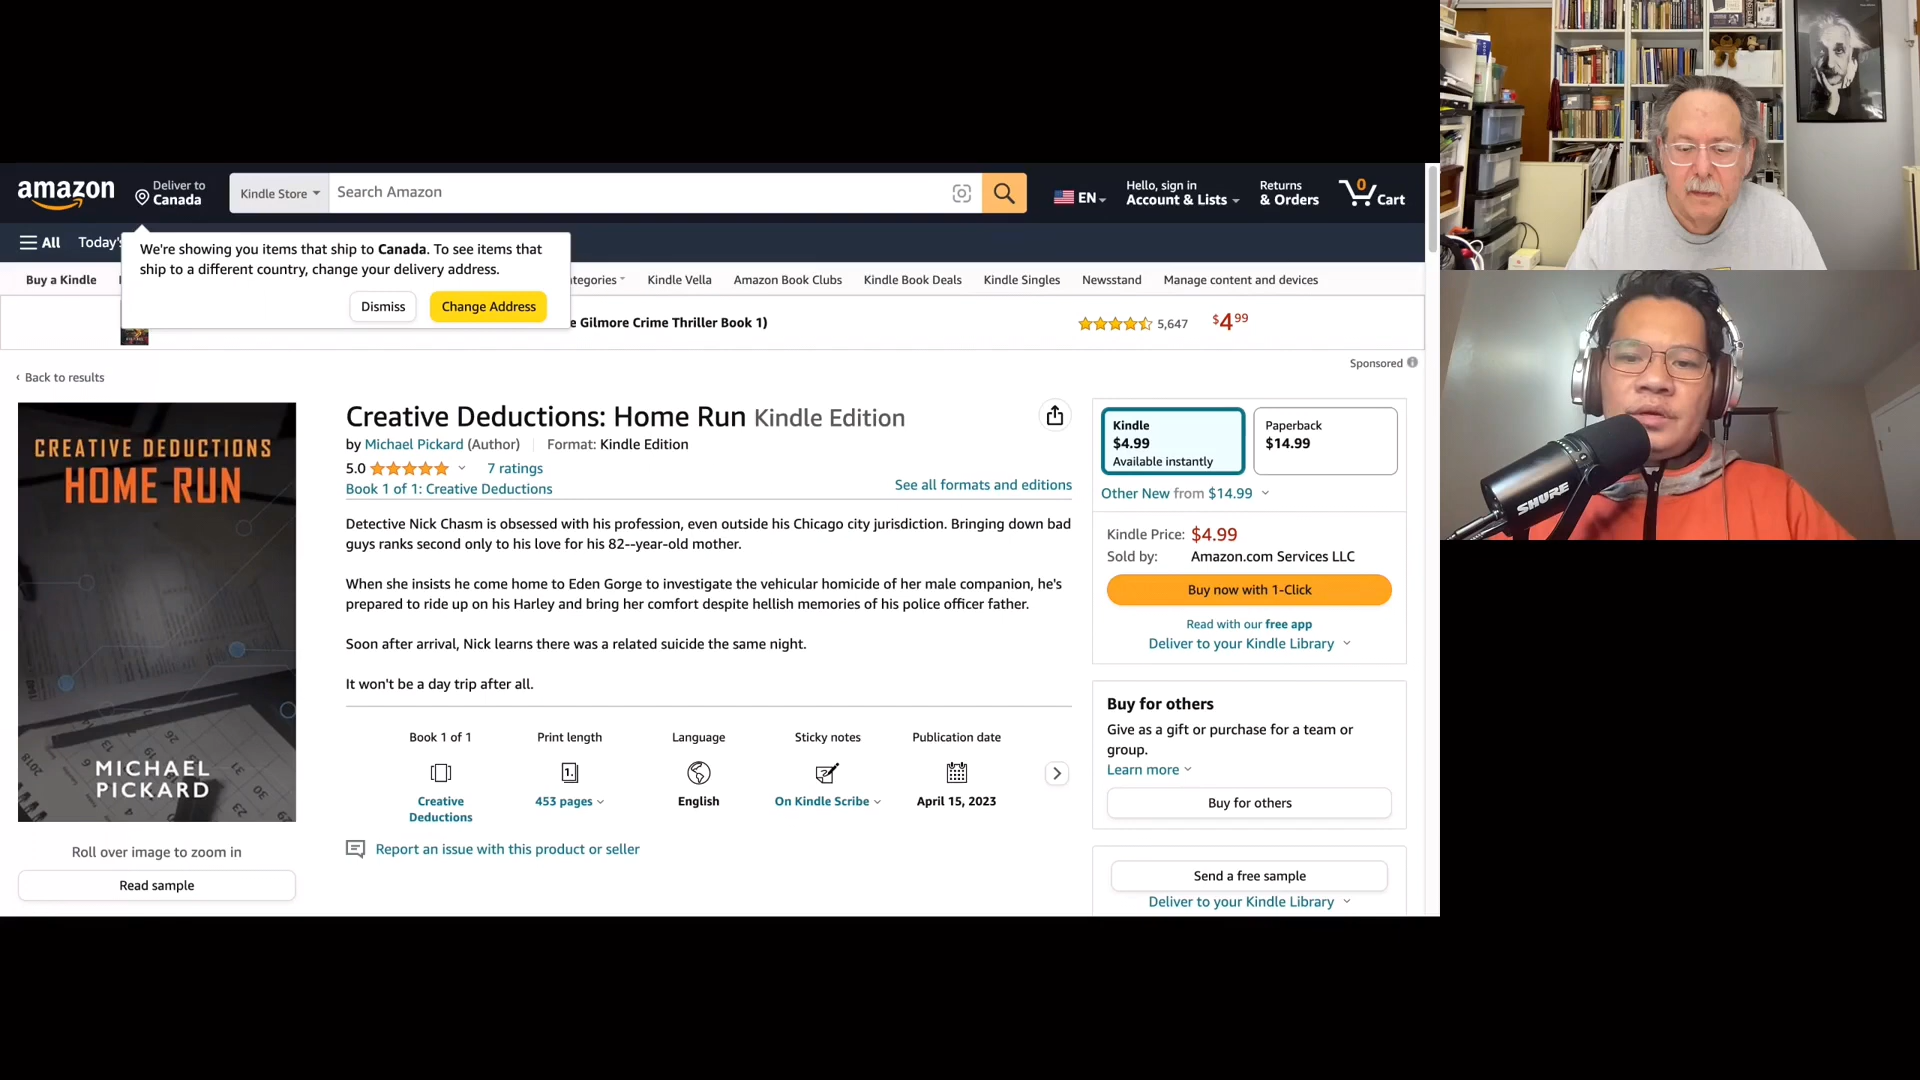 amazon
Deliver to
Canada
Kindle Store
Search Amazon
EN
Hello, sign in
Account & Lists
Returns
& Orders
0
Cart
All
Today's
We're showing you items that ship to Canada. To see items that
ship to a different country, change your delivery address.
Dismiss
Change Address
Buy a Kindle
ategories
Kindle Vella
Amazon Book Clubs
Kindle Book Deals
Kindle Singles
Newsstand
Manage content and devices
e Gilmore Crime Thriller Book 1)
5,647
$4 99
Sponsored
‹ Back to results
CREATIVE DEDUCTIONS
HOME RUN
MICHAEL
PICKARD
Roll over image to zoom in
Read sample
Creative Deductions: Home Run Kindle Edition
by Michael Pickard (Author)
Format: Kindle Edition
5.0
7 ratings
Book 1 of 1: Creative Deductions
See all formats and editions
Detective Nick Chasm is obsessed with his profession, even outside his Chicago city jurisdiction. Bringing down bad
guys ranks second only to his love for his 82--year-old mother.
When she insists he come home to Eden Gorge to investigate the vehicular homicide of her male companion, he's
prepared to ride up on his Harley and bring her comfort despite hellish memories of his police officer father.
Soon after arrival, Nick learns there was a related suicide the same night.
It won't be a day trip after all.
Book 1 of 1
Creative
Deductions
Print length
1.
453 pages
Language
English
Sticky notes
On Kindle Scribe
Publication date
April 15, 2023
Report an issue with this product or seller
Kindle
$4.99
Available instantly
Paperback
$14.99
Other New from $14.99
Kindle Price: $4.99
Sold by: Amazon.com Services LLC
Buy now with 1-Click
Read with our free app
Deliver to your Kindle Library
Buy for others
Give as a gift or purchase for a team or
group.
Learn more
Buy for others
Send a free sample
Deliver to your Kindle Library
SHURE